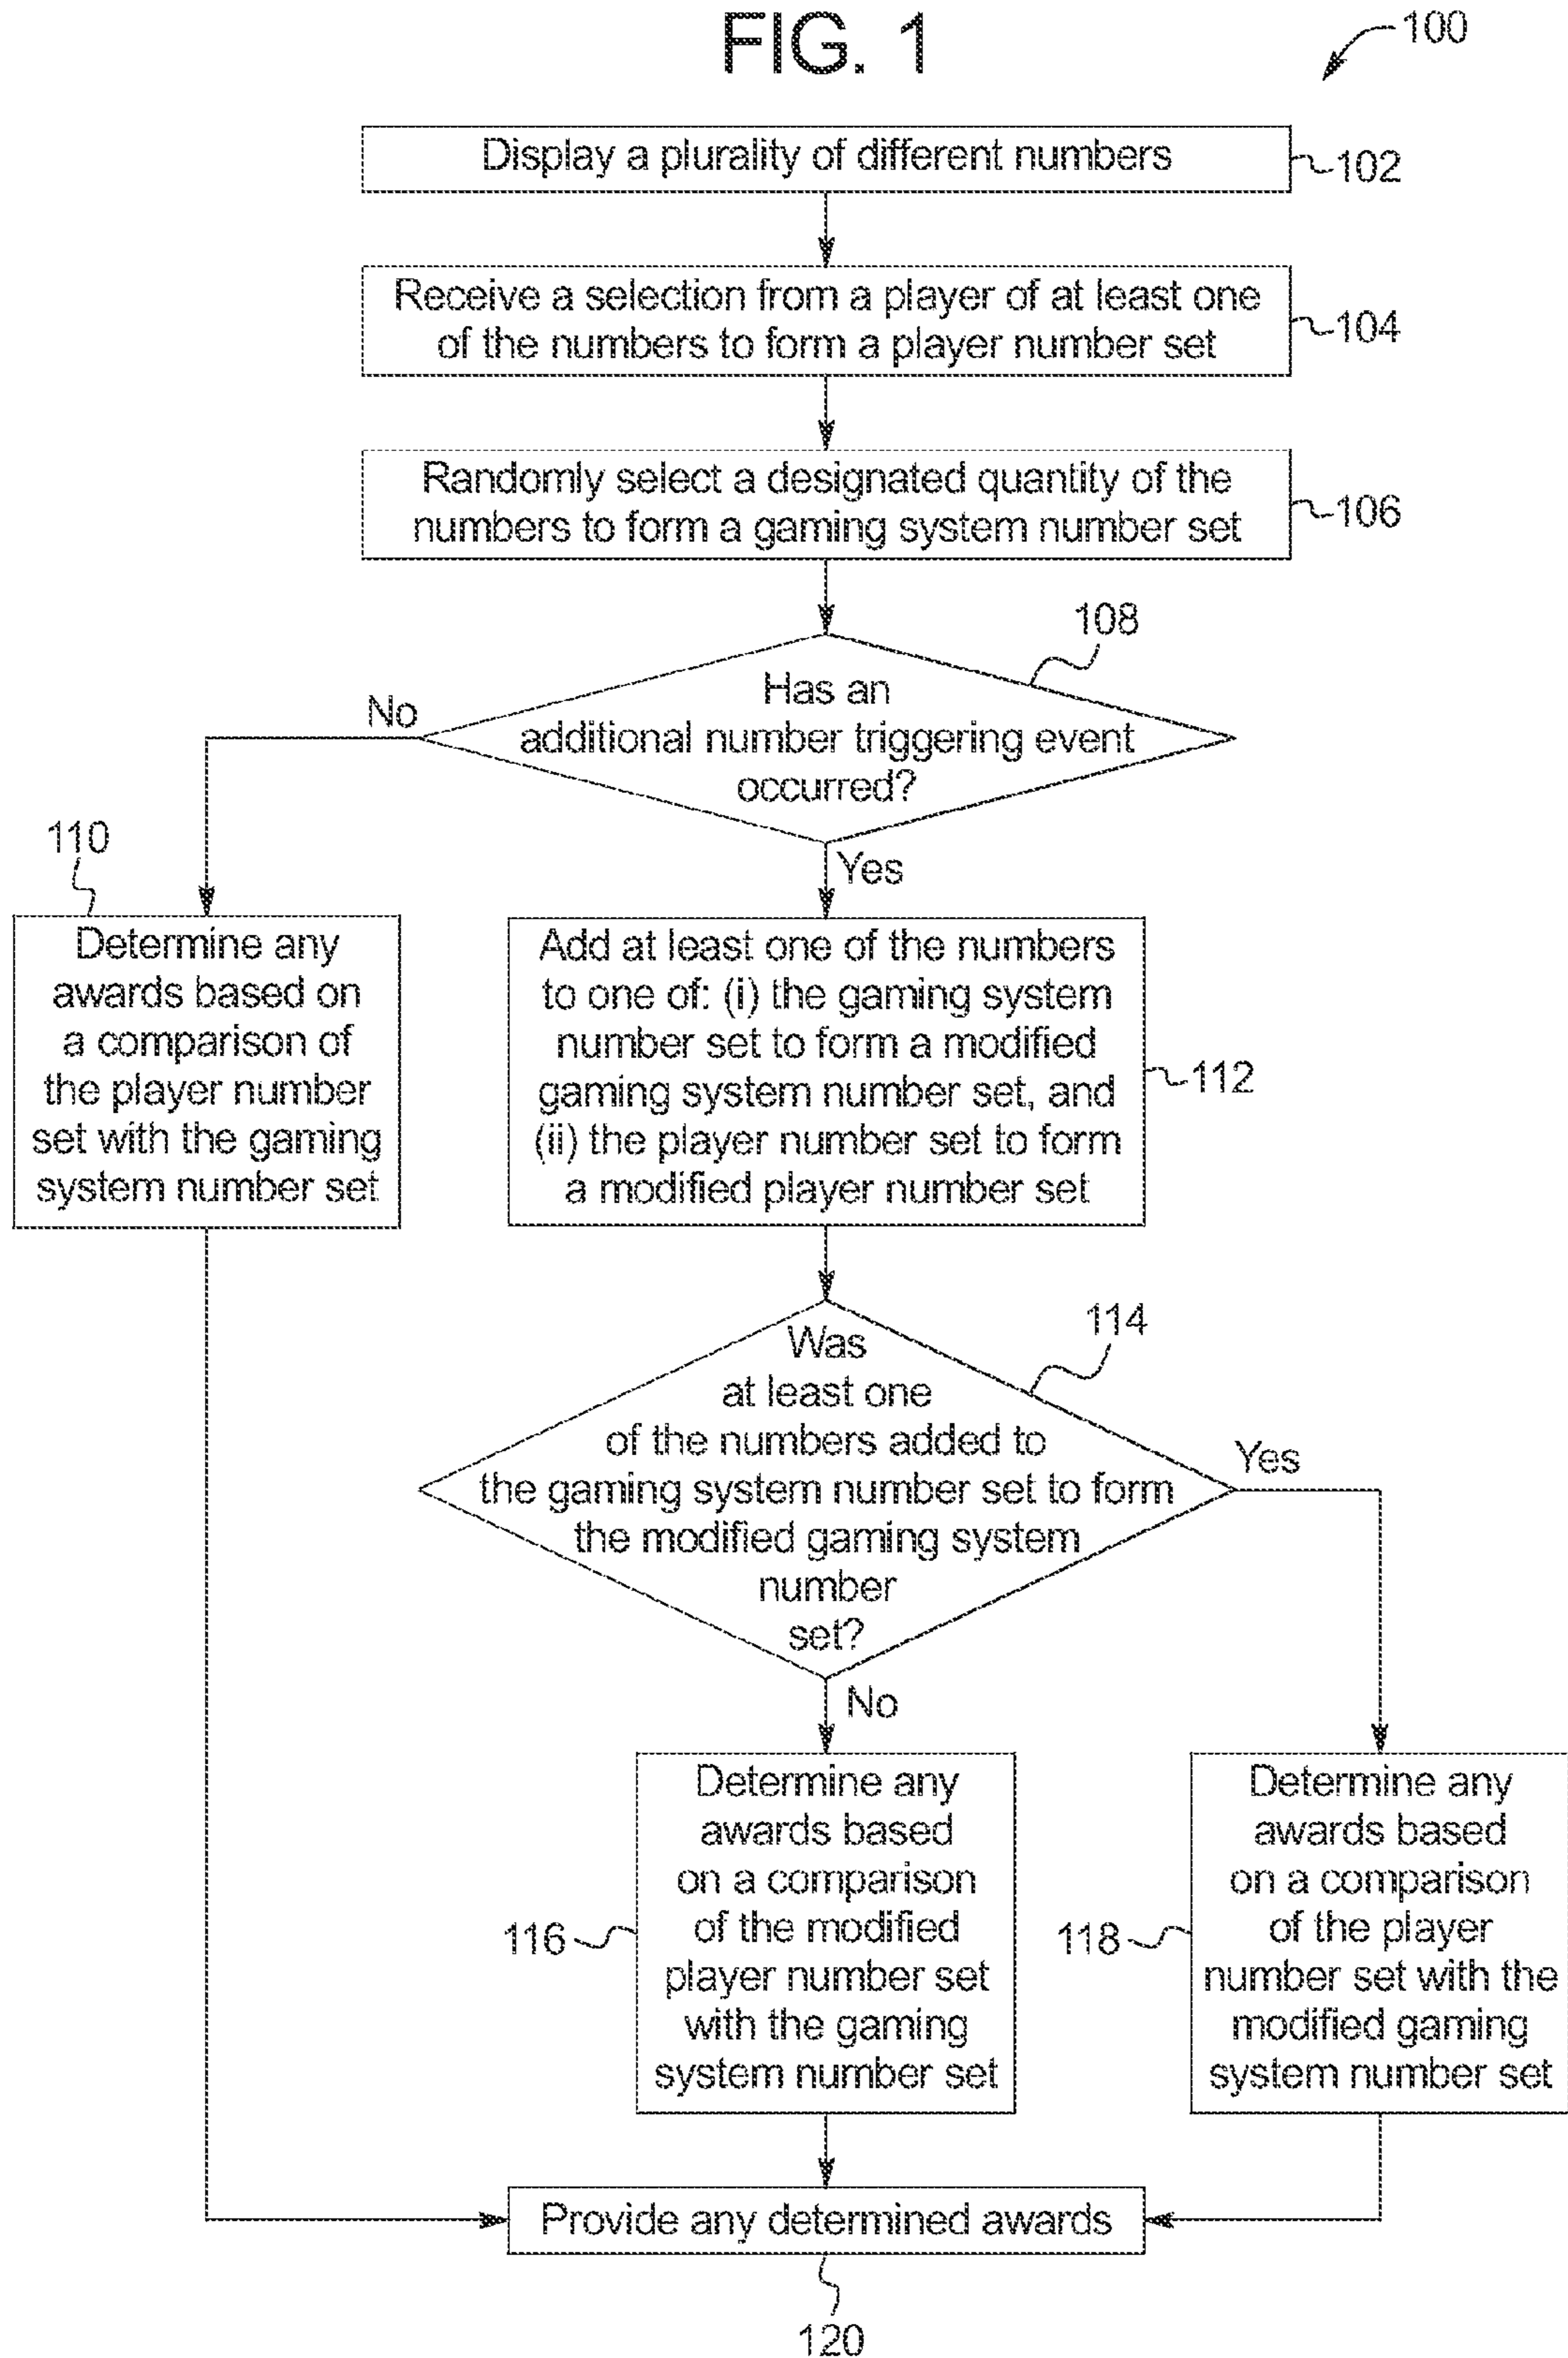 FIG. 1
100
Display a plurality of different numbers
102
Receive a selection from a player of at least one
of the numbers to form a player number set
104
Randomly select a designated quantity of the
numbers to form a gaming system number set
106
108
Has an
additional number triggering event
occurred?
No
Yes
110
Determine any
awards based on
a comparison of
the player number
set with the gaming
system number set
Add at least one of the numbers
to one of: (i) the gaming system
number set to form a modified
gaming system number set, and
(ii) the player number set to form
a modified player number set
112
114
Was
at least one
of the numbers added to
the gaming system number set to form
the modified gaming system
number
set?
Yes
No
Determine any
awards based
on a comparison
of the modified
player number set
with the gaming
system number set
116
Determine any
awards based
on a comparison
of the player
number set with the
modified gaming
system number set
118
Provide any determined awards
120